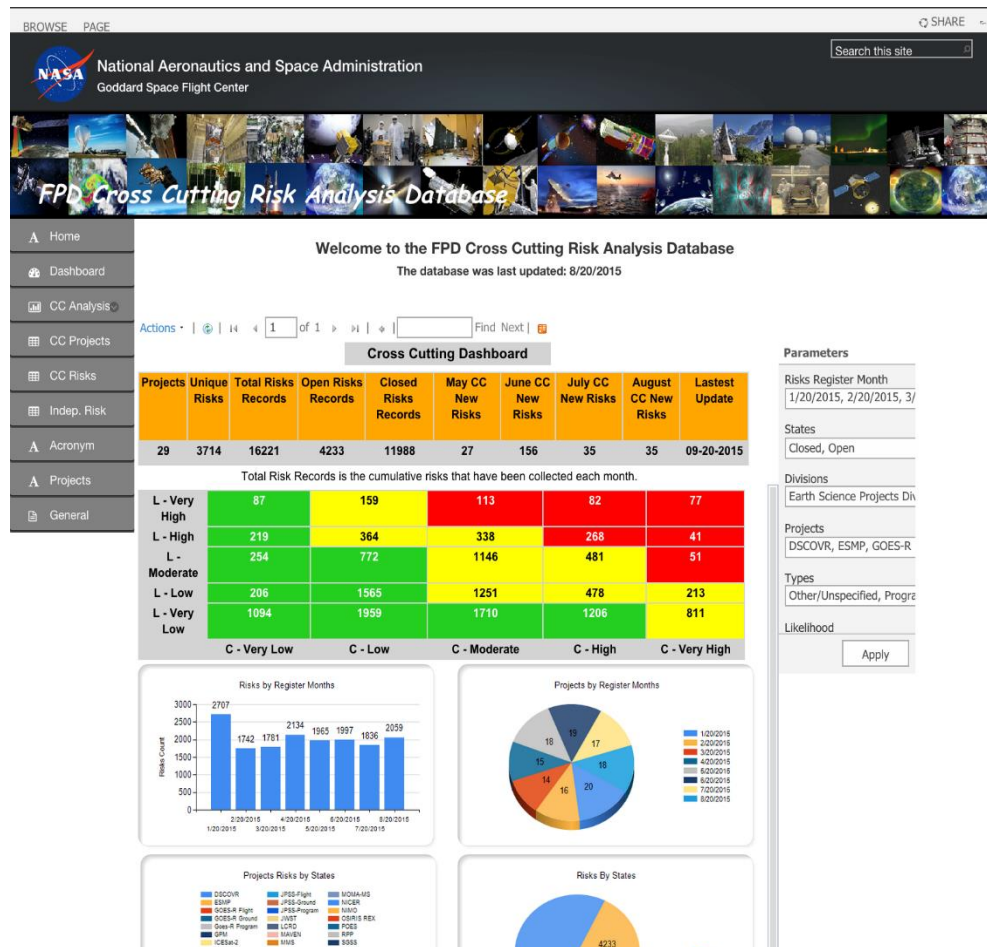 BROWSE PAGE
SHARE
Search this site
NASA
National Aeronautics and Space Administration
Goddard Space Flight Center
FPD Cross Cutting Risk Analysis Database
A Home
Dashboard
CC Analysis
CC Projects
CC Risks
Indep. Risk
A Acronym
A Projects
General
Welcome to the FPD Cross Cutting Risk Analysis Database
The database was last updated: 8/20/2015
Actions 1 of 1 Find Next
Cross Cutting Dashboard
Projects Unique Risks Total Risks Records Open Risks Records Closed Risks Records May CC New Risks June CC New Risks July CC New Risks August CC New Risks Lastest Update
29 3714 16221 4233 11988 27 156 35 35 09-20-2015
Total Risk Records is the cumulative risks that have been collected each month.
L - Very High 87 159 113 82 77
L - High 219 364 338 268 41
L - Moderate 254 772 1146 481 51
L - Low 206 1565 1251 478 213
L - Very Low 1094 1959 1710 1206 811
C - Very Low C - Low C - Moderate C - High C - Very High
Parameters
Risks Register Month
1/20/2015, 2/20/2015, 3/
States
Closed, Open
Divisions
Earth Science Projects Div
Projects
DSCOVR, ESMP, GOES-R
Types
Other/Unspecified, Progra
Likelihood
Apply
Risks by Register Months
Risks Count
3000
2500
2000
1500
1000
500
0
2707 1742 1781 2134 1965 1997 1836 2059
2/20/2015 4/20/2015 6/20/2015 8/20/2015
1/20/2015 3/20/2015 5/20/2015 7/20/2015
Projects by Register Months
19 17 18 20 16 14 15 18
1/20/2015
2/20/2015
3/20/2015
4/20/2015
5/20/2015
6/20/2015
7/20/2015
8/20/2015
Projects Risks by States
DSCOVR JPSS-Flight MOMA-MS
ESMP JPSS-Ground NICER
GOES-R Flight JPSS-Program NIMO
GOES-R Ground JWST OSIRIS REX
Goes-R Program LCRD POES
GPM MAVEN RPP
ICESat-2 MMS SGSS
Risks By States
4233